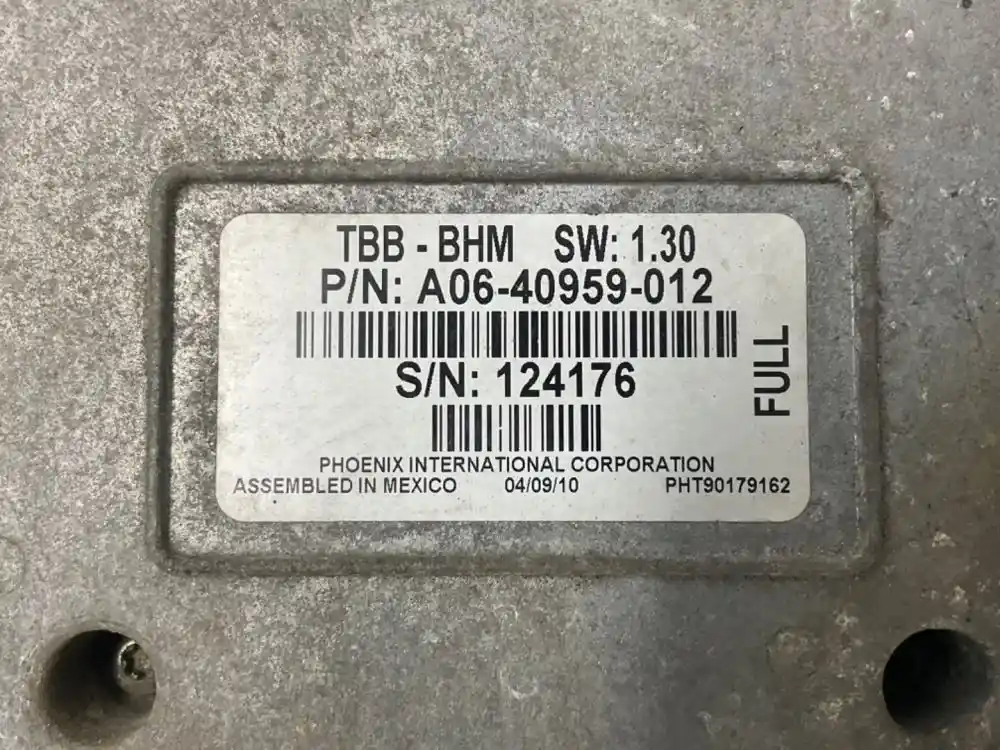 TBB - BHM SW: 1.30
P/N: A06-40959-012
S/N: 124176
FULL
PHOENIX INTERNATIONAL CORPORATION
ASSEMBLED IN MEXICO 04/09/10 PHT90179162